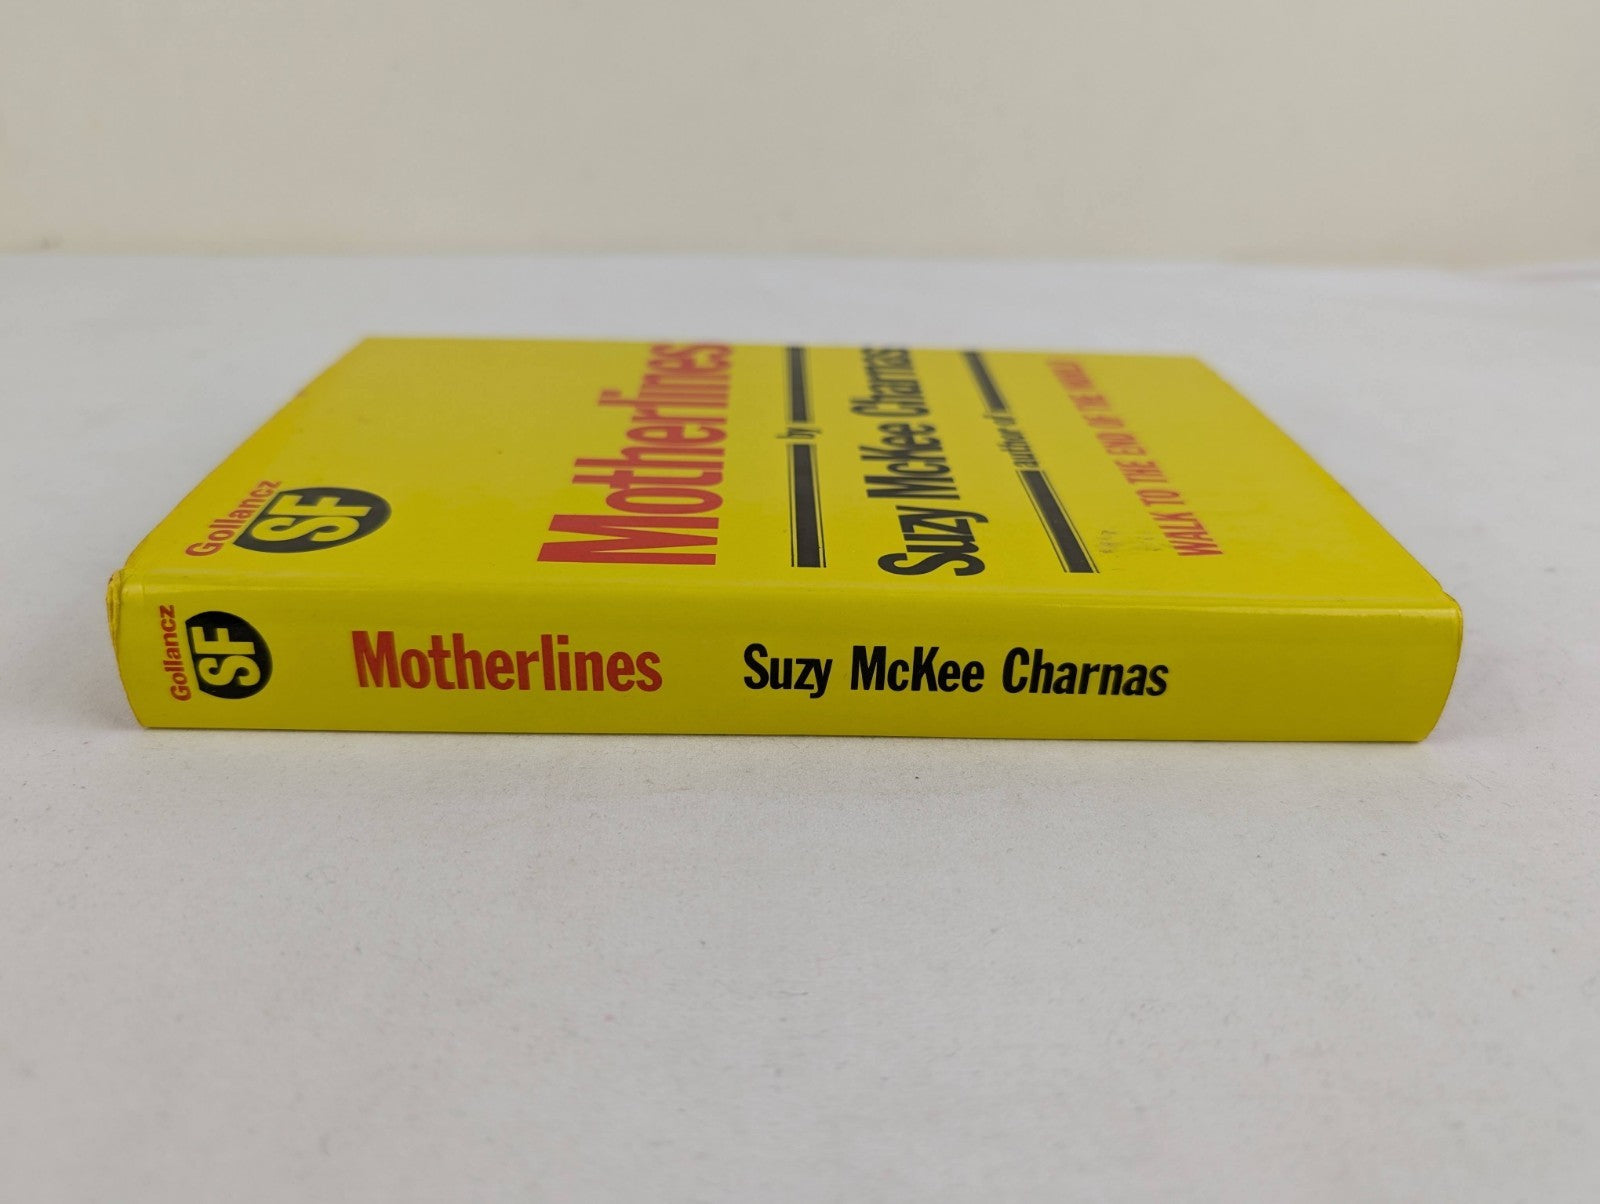 Gollancz
SF
Motherlines
by
Suzy McKee Charnas
author of
WALK TO THE END OF THE WORLD
Gollancz
SF
Motherlines
Suzy McKee Charnas